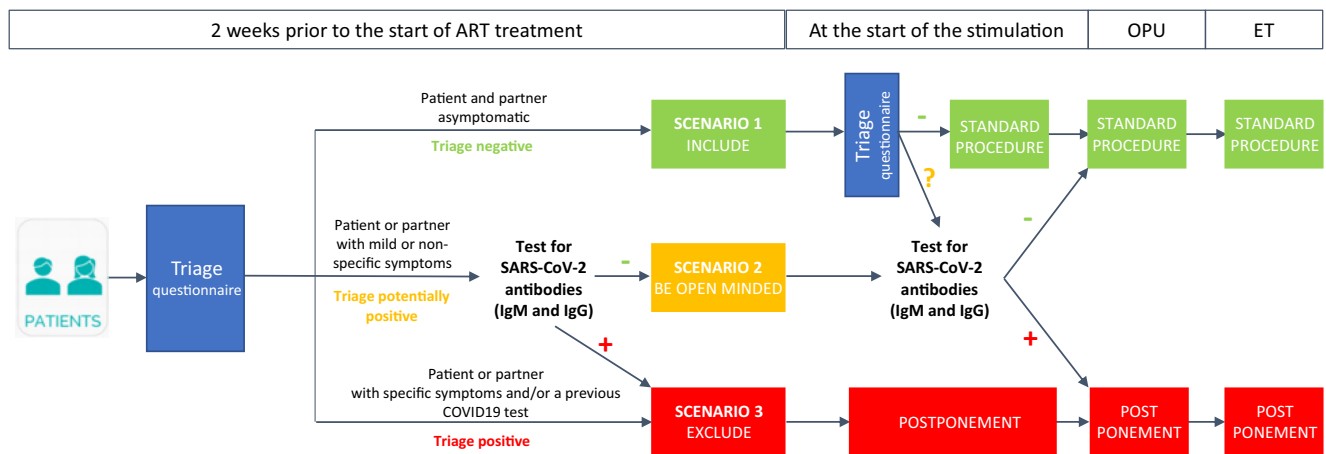 2 weeks prior to the start of ART treatment
At the start of the stimulation
OPU
ET
Patient and partner
asymptomatic
Triage negative
SCENARIO 1
INCLUDE
Triage
questionnaire
-
STANDARD
PROCEDURE
STANDARD
PROCEDURE
STANDARD
PROCEDURE
?
PATIENTS
Triage
questionnaire
Patient or partner
with mild or non-
specific symptoms
Triage potentially
positive
Test for
SARS-CoV-2
antibodies
(IgM and IgG)
-
+
SCENARIO 2
BE OPEN MINDED
Test for
SARS-CoV-2
antibodies
(IgM and IgG)
-
+
Patient or partner
with specific symptoms and/or a previous
COVID19 test
Triage positive
SCENARIO 3
EXCLUDE
POSTPONEMENT
POST
PONEMENT
POST
PONEMENT